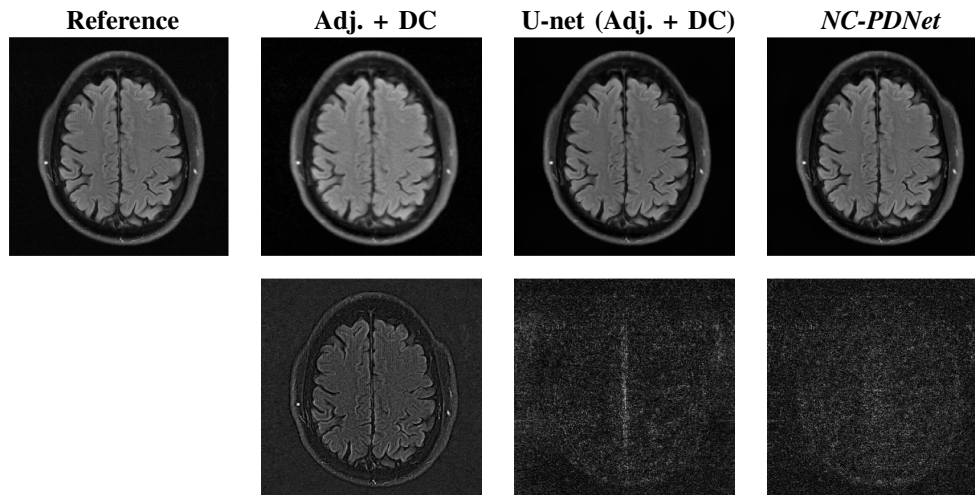 Reference
Adj. + DC
U-net (Adj. + DC)
NC-PDNet